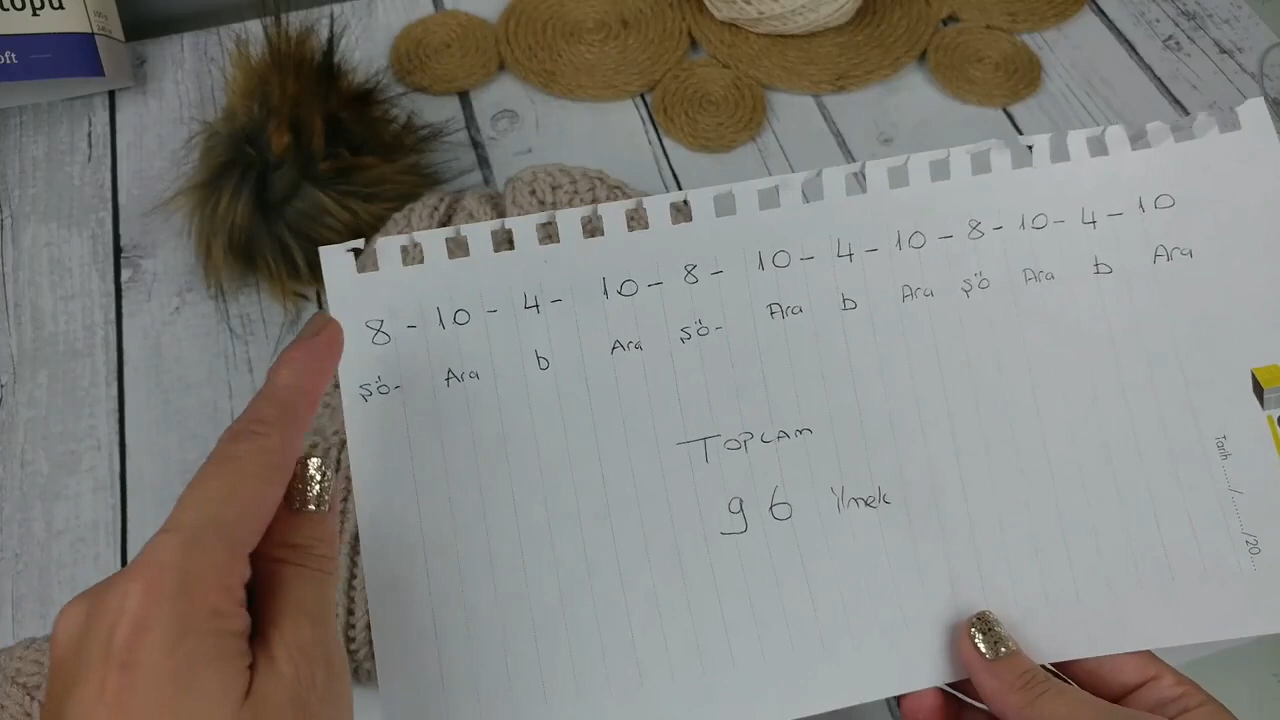 topu
oft
8 - 10 - 4 - 10 - 8 - 10 - 4 - 10 - 8 - 10 - 4 - 10
şö- Ara b Ara şö- Ara b Ara şö Ara b Ara
TOPLAM
96 ilmek
Tarih ....../........./20...